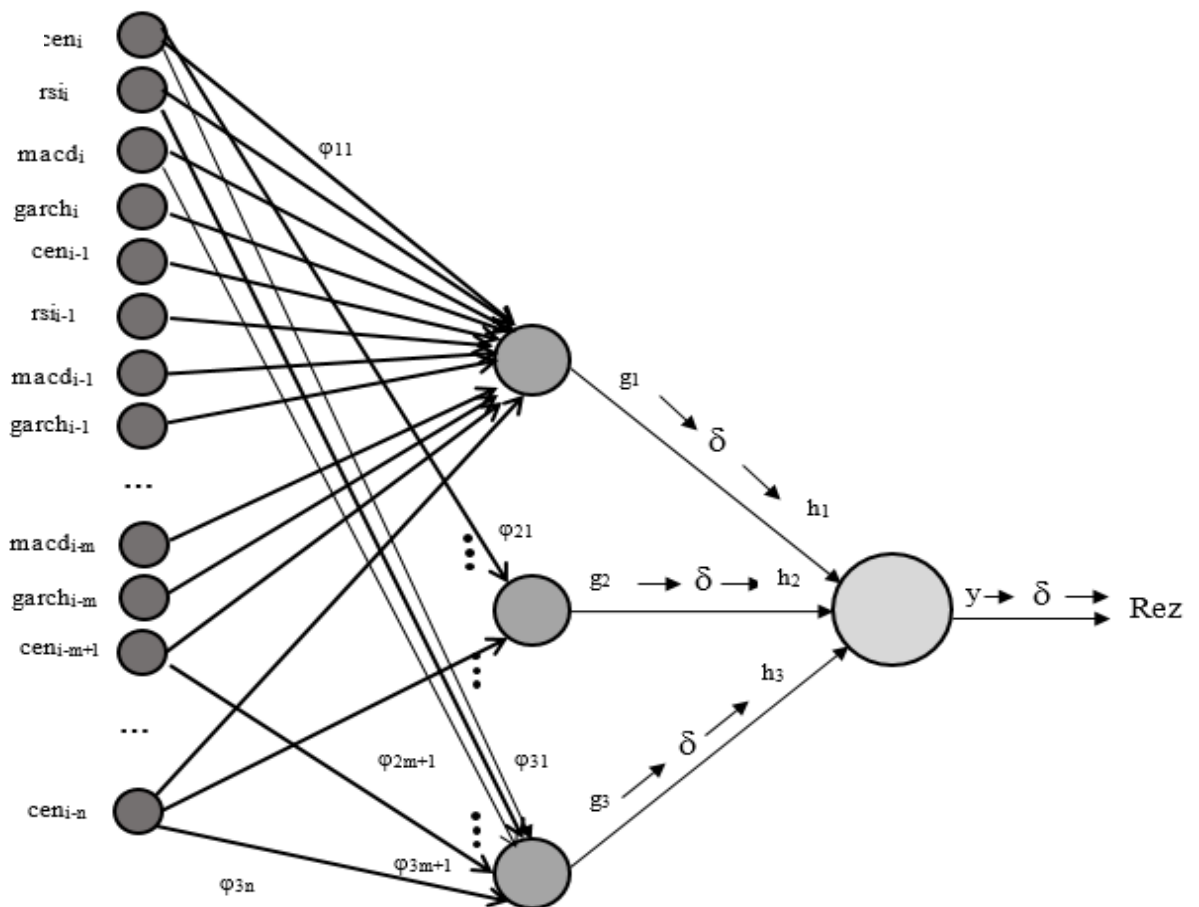 cenᵢ
rsiᵢ
macdᵢ
garchᵢ
cenᵢ₋₁
rsiᵢ₋₁
macdᵢ₋₁
garchᵢ₋₁
...
macdᵢ₋ₘ
garchᵢ₋ₘ
cenᵢ₋ₘ₊₁
...
cenᵢ₋ₙ
φ11
φ21
φ2m+1
φ31
φ3m+1
φ3n
g1
δ
h1
g2
δ
h2
g3
δ
h3
y
δ
Rez